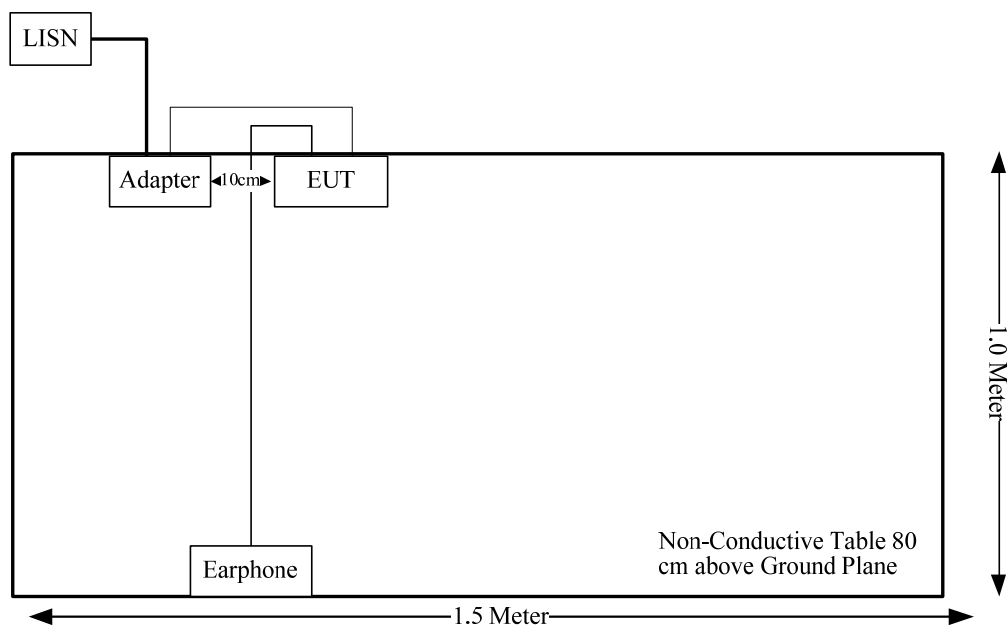 LISN
Adapter
10cm
EUT
1.0 Meter
Earphone
Non-Conductive Table 80
cm above Ground Plane
1.5 Meter